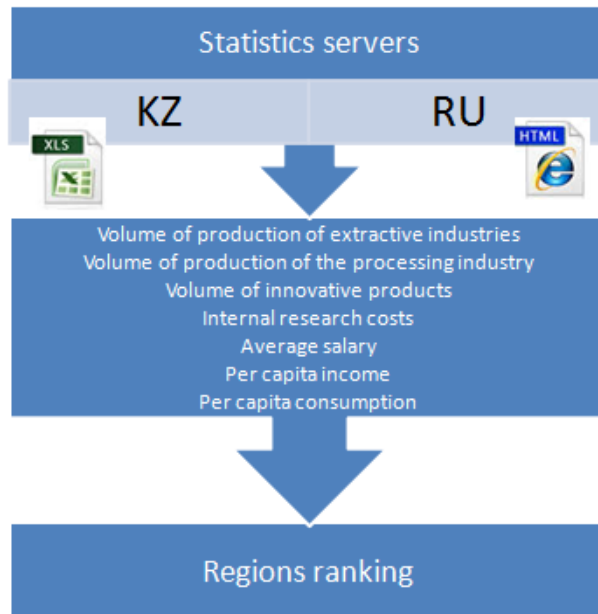 Statistics servers
KZ
RU
XLS
HTML
Volume of production of extractive industries
Volume of production of the processing industry
Volume of innovative products
Internal research costs
Average salary
Per capita income
Per capita consumption
Regions ranking